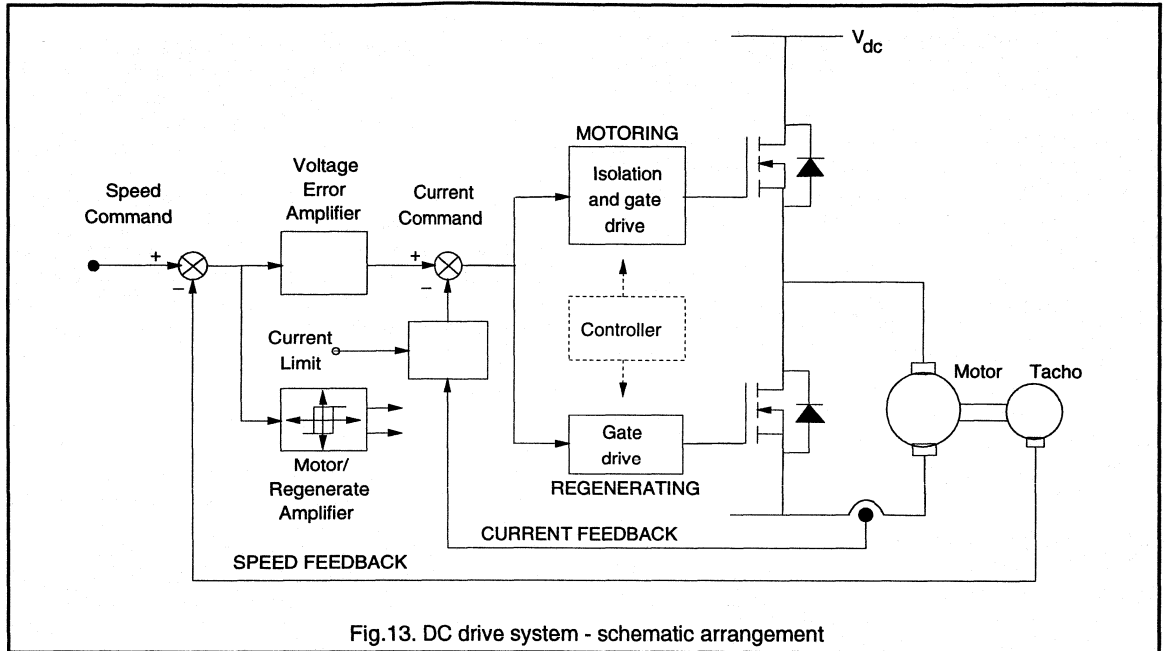 V dc
MOTORING
Voltage
Error
Amplifier
Isolation
and gate
drive
Speed
Command
Current
Command
+
−
+
−
Controller
Current
Limit
Motor
Tacho
Gate
drive
Motor/
Regenerate
Amplifier
REGENERATING
CURRENT FEEDBACK
SPEED FEEDBACK
Fig.13. DC drive system - schematic arrangement